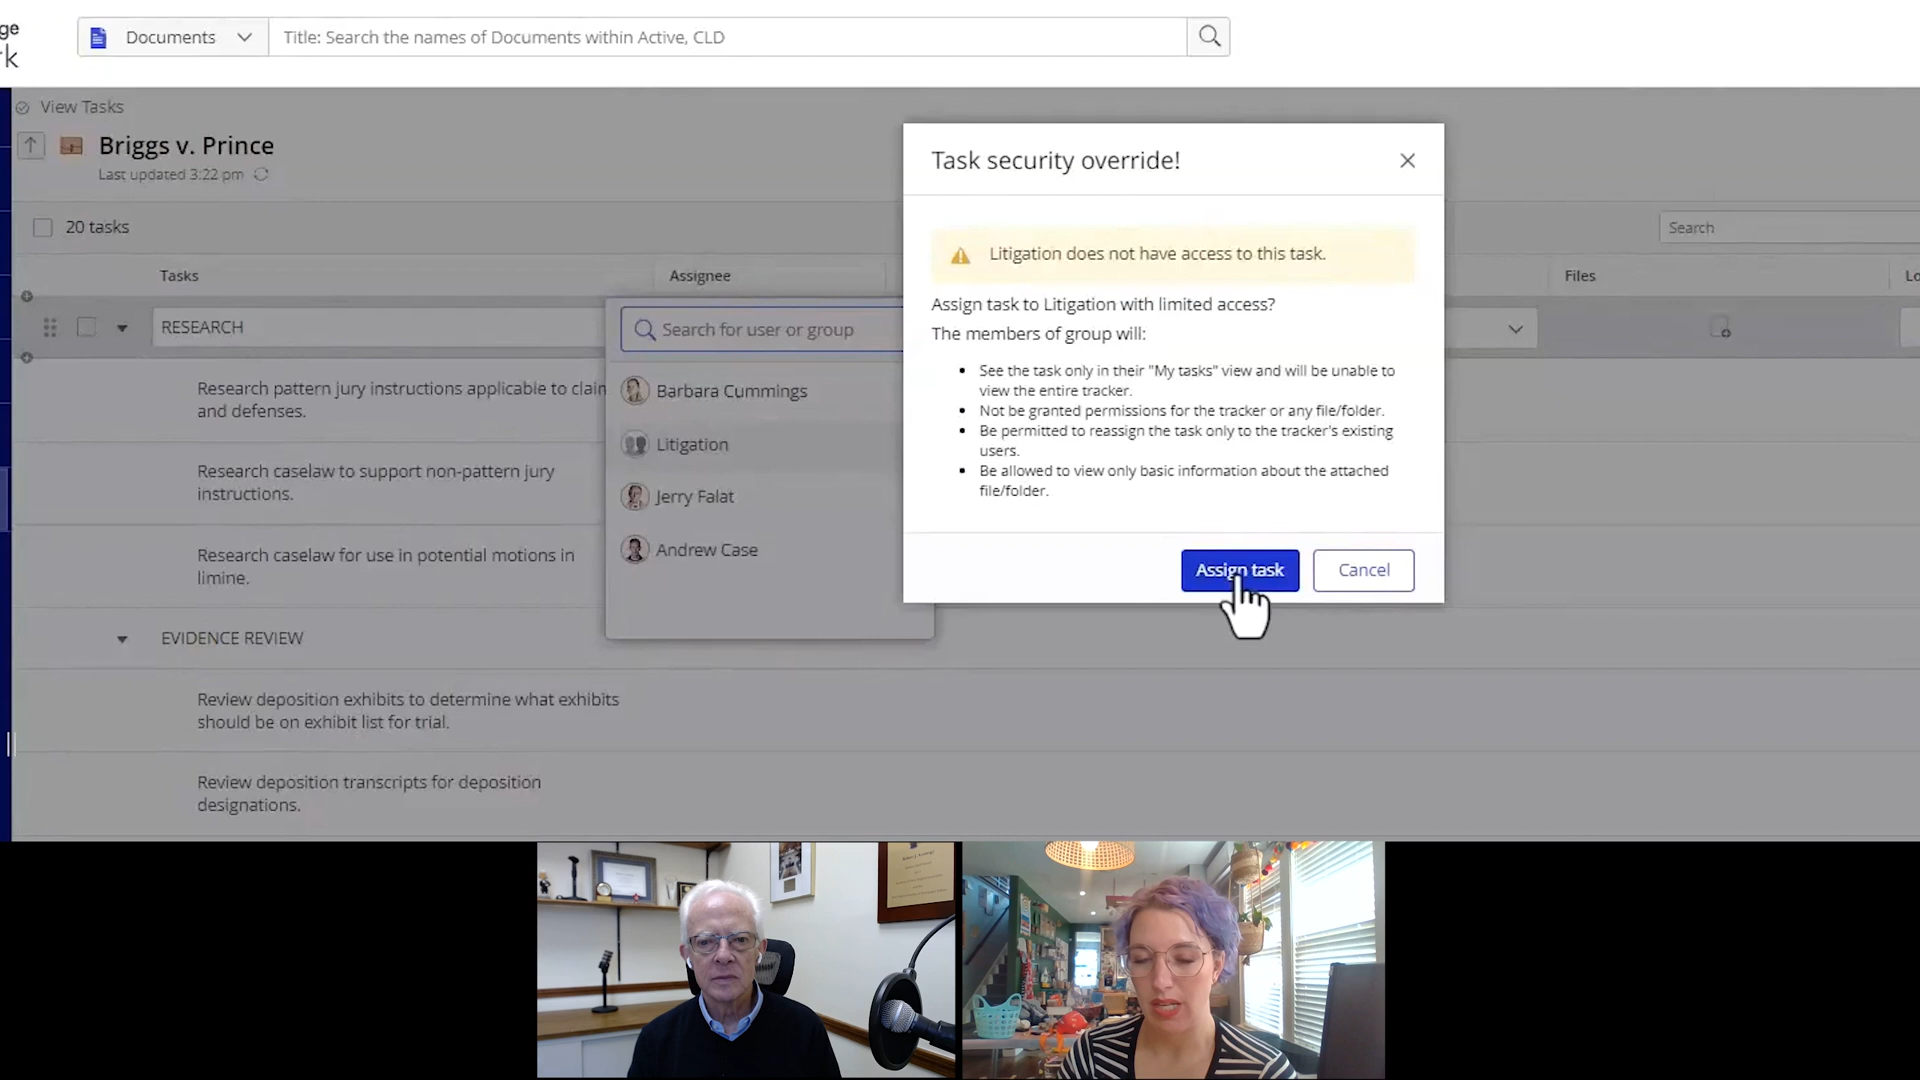 ge
rk
Documents
Title: Search the names of Documents within Active, CLD
View Tasks
Briggs v. Prince
Last updated 3:22 pm
20 tasks
Search
Tasks
Assignee
Files
Lo
RESEARCH
Search for user or group
Research pattern jury instructions applicable to claim
and defenses.
Barbara Cummings
Litigation
Research caselaw to support non-pattern jury
instructions.
Jerry Falat
Research caselaw for use in potential motions in
limine.
Andrew Case
EVIDENCE REVIEW
Review deposition exhibits to determine what exhibits
should be on exhibit list for trial.
Review deposition transcripts for deposition
designations.
Task security override!
Litigation does not have access to this task.
Assign task to Litigation with limited access?
The members of group will:
See the task only in their "My tasks" view and will be unable to
view the entire tracker.
Not be granted permissions for the tracker or any file/folder.
Be permitted to reassign the task only to the tracker's existing
users.
Be allowed to view only basic information about the attached
file/folder.
Assign task
Cancel